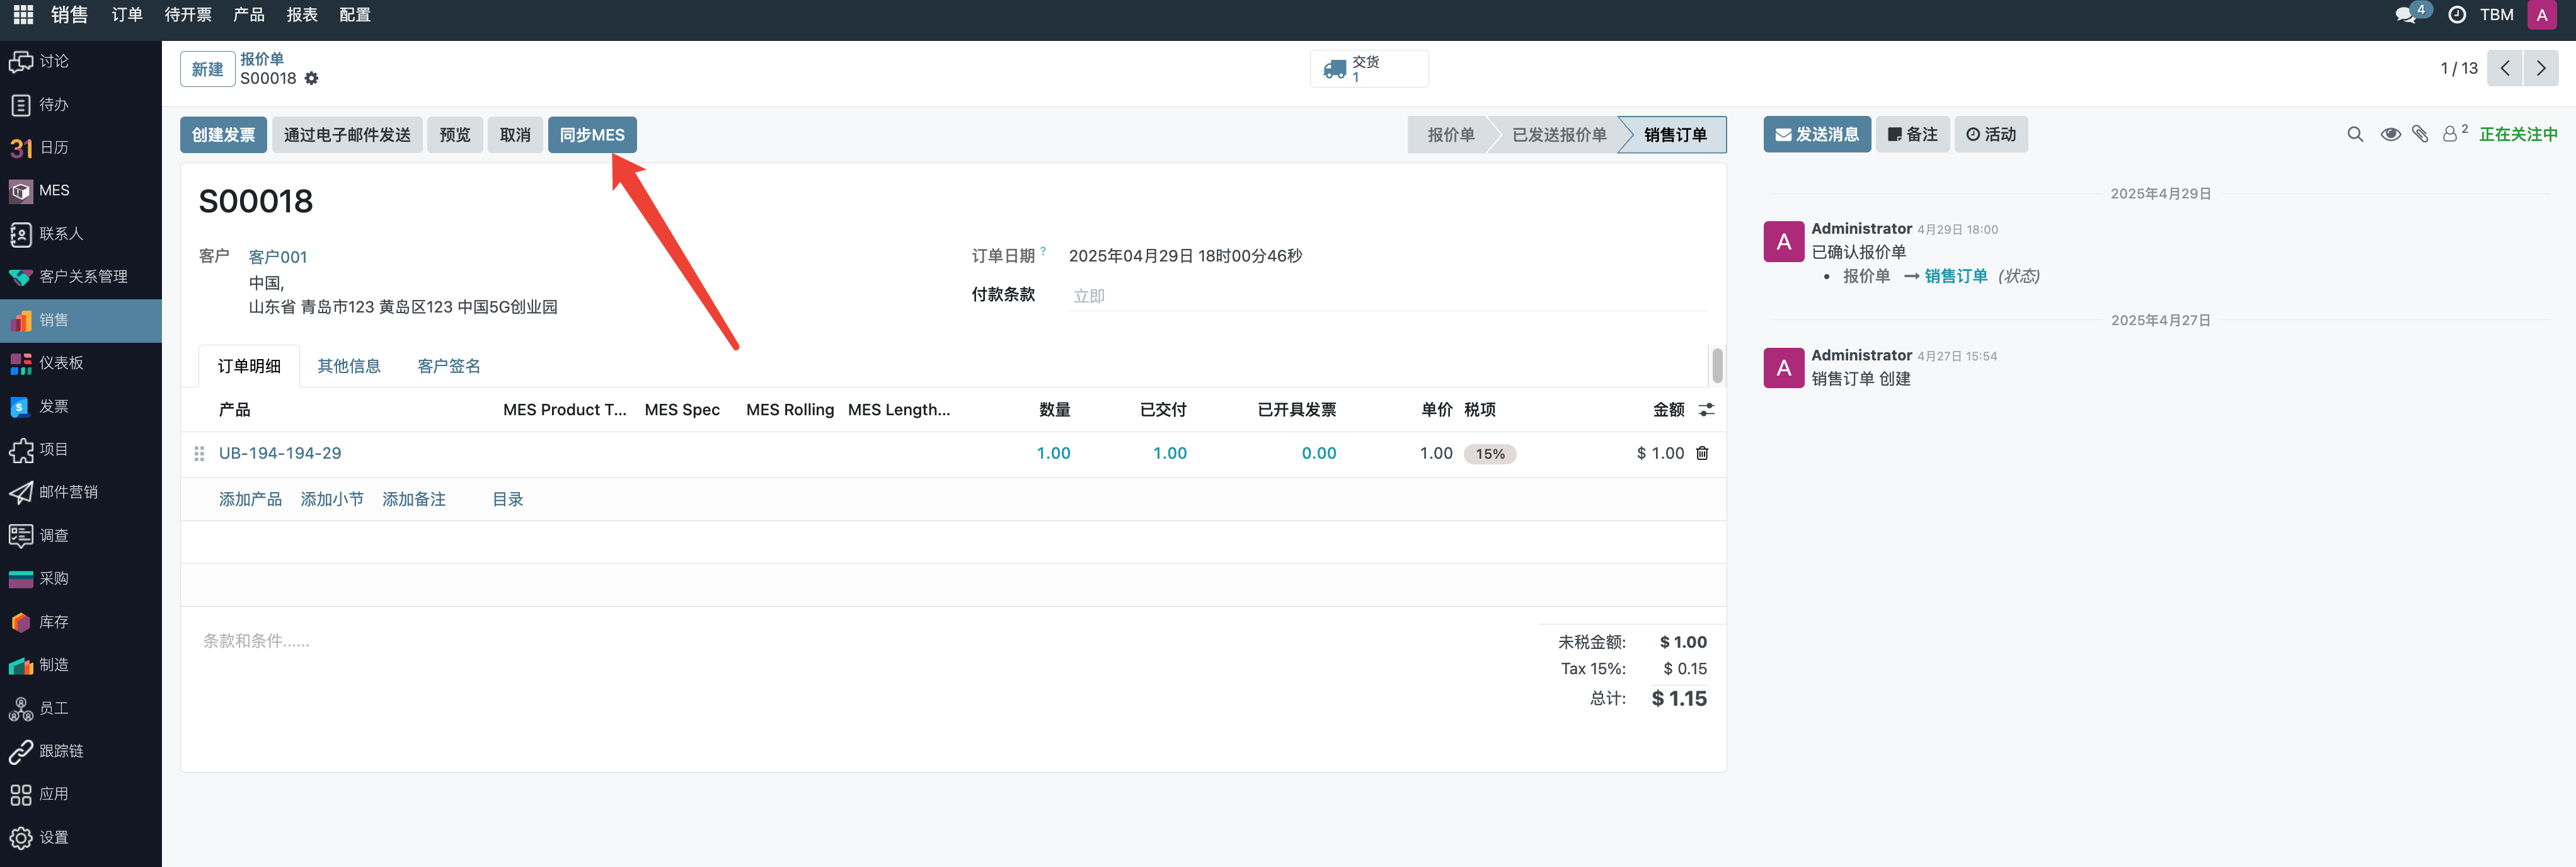 销售 订单 待开票 产品 报表 配置 4 TBM A
讨论
待办
31 日历
MES
联系人
客户关系管理
销售
仪表板
$ 发票
项目
邮件营销
调查
采购
库存
制造
员工
跟踪链
应用
设置
新建 报价单
S00018
交货
1
1 / 13
创建发票 通过电子邮件发送 预览 取消 同步MES
报价单 已发送报价单 销售订单
S00018
客户 客户001
中国,
山东省 青岛市123 黄岛区123 中国5G创业园
订单日期 ? 2025年04月29日 18时00分46秒
付款条款 立即
订单明细 其他信息 客户签名
产品 MES Product T... MES Spec MES Rolling MES Length... 数量 已交付 已开具发票 单价 税项 金额
UB-194-194-29 1.00 1.00 0.00 1.00 15% $ 1.00
添加产品 添加小节 添加备注 目录
条款和条件......
未税金额: $ 1.00
Tax 15%: $ 0.15
总计: $ 1.15
发送消息 备注 活动 2 正在关注中
2025年4月29日
A Administrator 4月29日 18:00
已确认报价单
• 报价单 → 销售订单 (状态)
2025年4月27日
A Administrator 4月27日 15:54
销售订单 创建